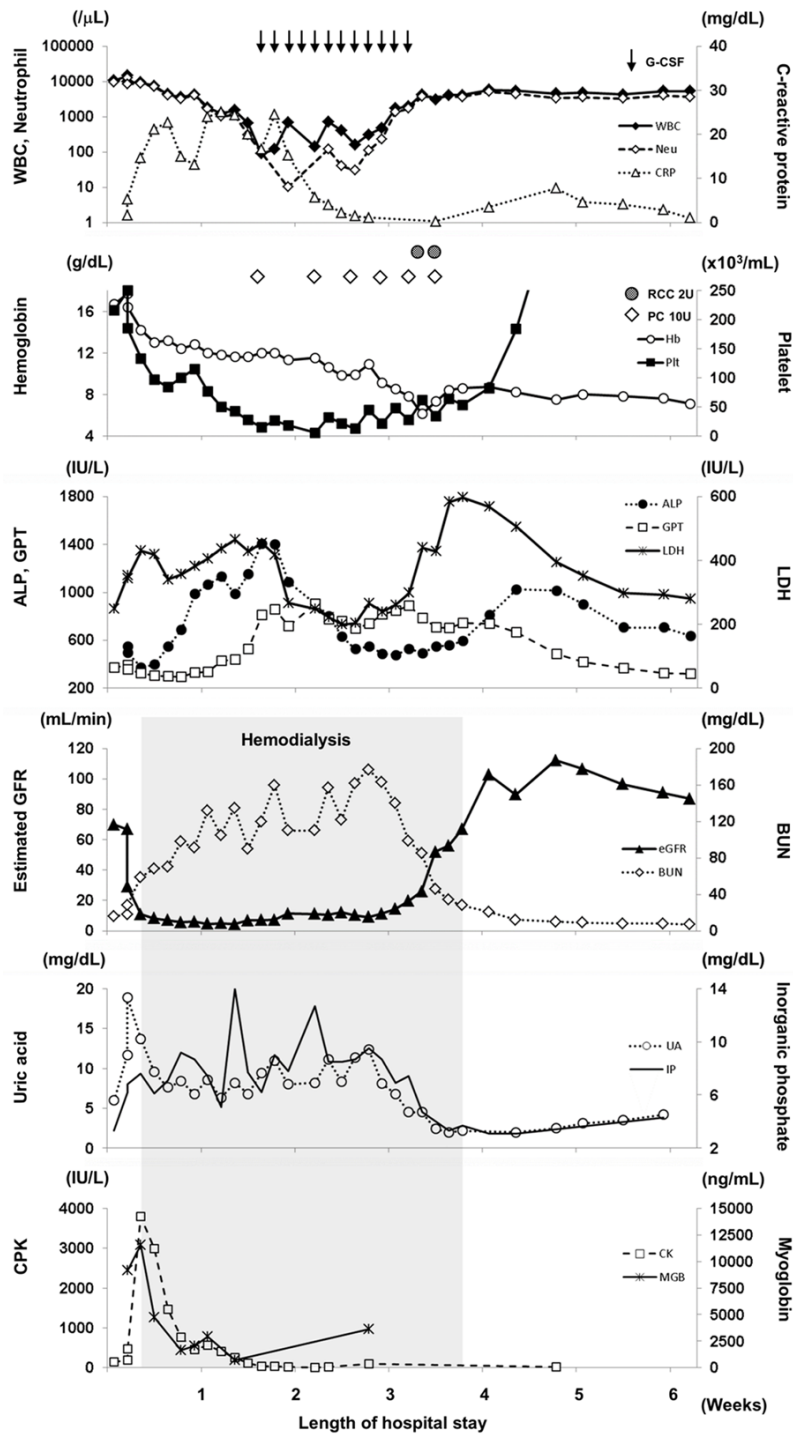 (/μL)
(mg/dL)
WBC, Neutrophil
100000
10000
1000
100
10
1
40
30
20
10
0
C-reactive protein
G-CSF
WBC
Neu
CRP
(g/dL)
(x10³/mL)
Hemoglobin
16
12
8
4
250
200
150
100
50
0
Platelet
RCC 2U
PC 10U
Hb
Plt
(IU/L)
(IU/L)
ALP, GPT
1800
1400
1000
600
200
600
400
200
0
LDH
ALP
GPT
LDH
(mL/min)
(mg/dL)
Estimated GFR
120
100
80
60
40
20
0
Hemodialysis
200
160
120
80
40
0
BUN
eGFR
BUN
(mg/dL)
(mg/dL)
Uric acid
20
15
10
5
0
14
10
6
2
Inorganic phosphate
UA
IP
(IU/L)
(ng/mL)
CPK
4000
3000
2000
1000
0
15000
12500
10000
7500
5000
2500
0
Myoglobin
CK
MGB
1 2 3 4 5 6
(Weeks)
Length of hospital stay